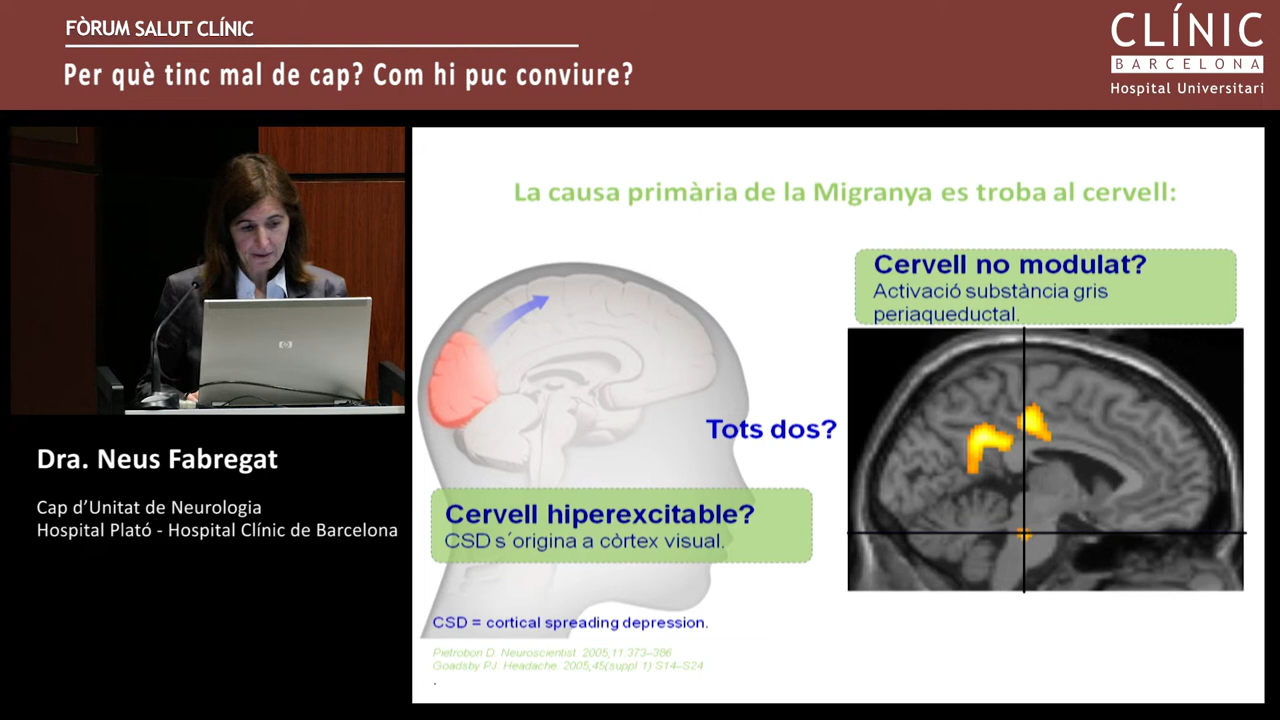 FÒRUM SALUT CLÍNIC
Per què tinc mal de cap? Com hi puc conviure?
CLÍNIC
BARCELONA
Hospital Universitari
La causa primària de la Migranya es troba al cervell:
Cervell no modulat?
Activació substància gris
periaqueductal.
Tots dos?
Cervell hiperexcitable?
CSD s´origina a còrtex visual.
CSD = cortical spreading depression.
Pietrobon D. Neuroscientist. 2005;11:373–386
Goadsby PJ. Headache. 2005;45(suppl 1):S14–S24
.
hp
Dra. Neus Fabregat
Cap d’Unitat de Neurologia
Hospital Plató - Hospital Clínic de Barcelona